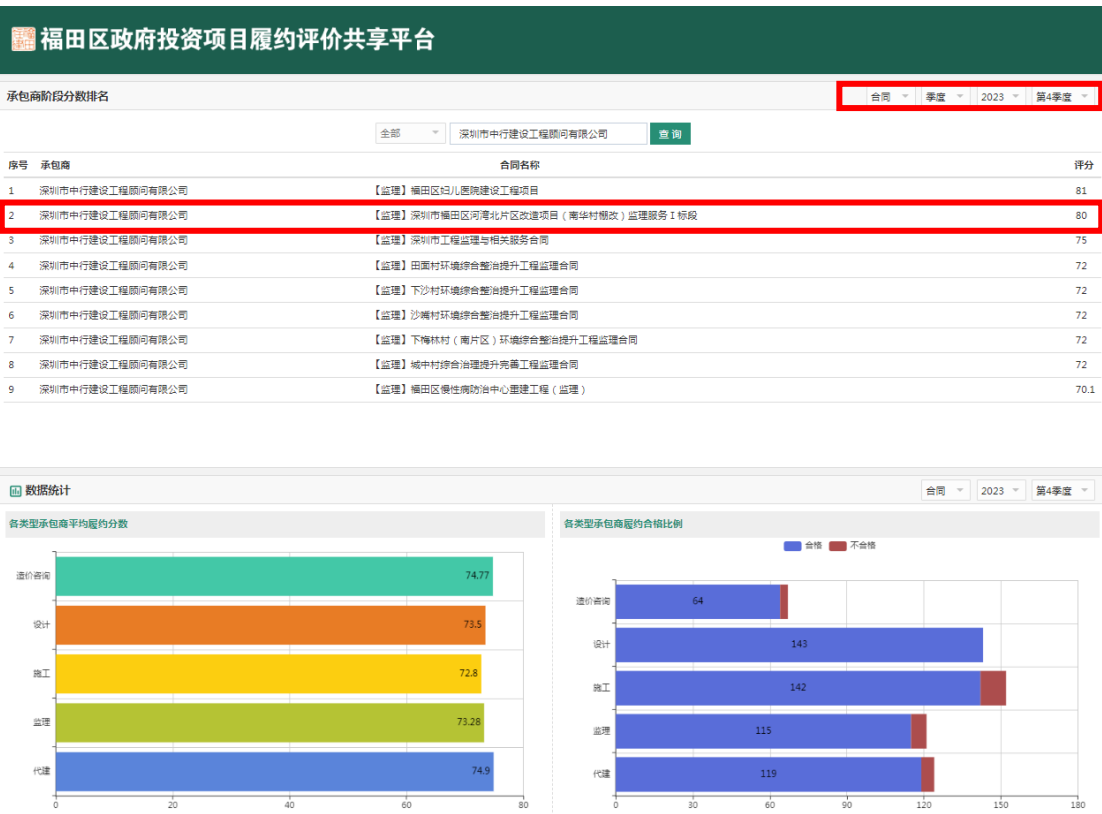 福田区政府投资项目履约评价共享平台
承包商阶段分数排名 合同 季度 2023 第4季度
全部 深圳市中行建设工程顾问有限公司 查询
序号 承包商 合同名称 评分
1 深圳市中行建设工程顾问有限公司 【监理】福田区妇儿医院建设工程项目 81
2 深圳市中行建设工程顾问有限公司 【监理】深圳市福田区河湾北片区改造项目（南华村棚改）监理服务Ⅰ标段 80
3 深圳市中行建设工程顾问有限公司 【监理】深圳市工程监理与相关服务合同 75
4 深圳市中行建设工程顾问有限公司 【监理】田面村环境综合整治提升工程监理合同 72
5 深圳市中行建设工程顾问有限公司 【监理】下沙村环境综合整治提升工程监理合同 72
6 深圳市中行建设工程顾问有限公司 【监理】沙嘴村环境综合整治提升工程监理合同 72
7 深圳市中行建设工程顾问有限公司 【监理】下梅林村（南片区）环境综合整治提升工程监理合同 72
8 深圳市中行建设工程顾问有限公司 【监理】城中村综合治理提升完善工程监理合同 72
9 深圳市中行建设工程顾问有限公司 【监理】福田区慢性病防治中心重建工程（监理） 70.1
数据统计 合同 2023 第4季度
各类型承包商平均履约分数
造价咨询 74.77
设计 73.5
施工 72.8
监理 73.28
代建 74.9
0 20 40 60 80
各类型承包商履约合格比例
合格 不合格
造价咨询 64
设计 143
施工 142
监理 115
代建 119
0 30 60 90 120 150 180